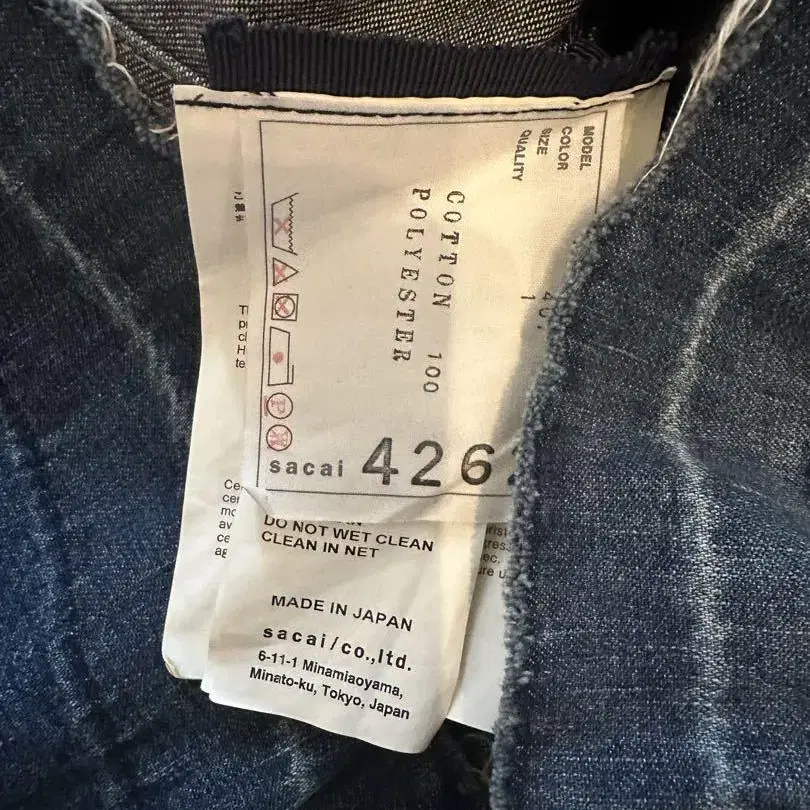 MODEL
COLOR
SIZE
QUALITY
1
COTTON 100
POLYESTER
sacai 426
DO NOT WET CLEAN
CLEAN IN NET
MADE IN JAPAN
sacai/co.,ltd.
6-11-1 Minamiaoyama,
Minato-ku, Tokyo, Japan